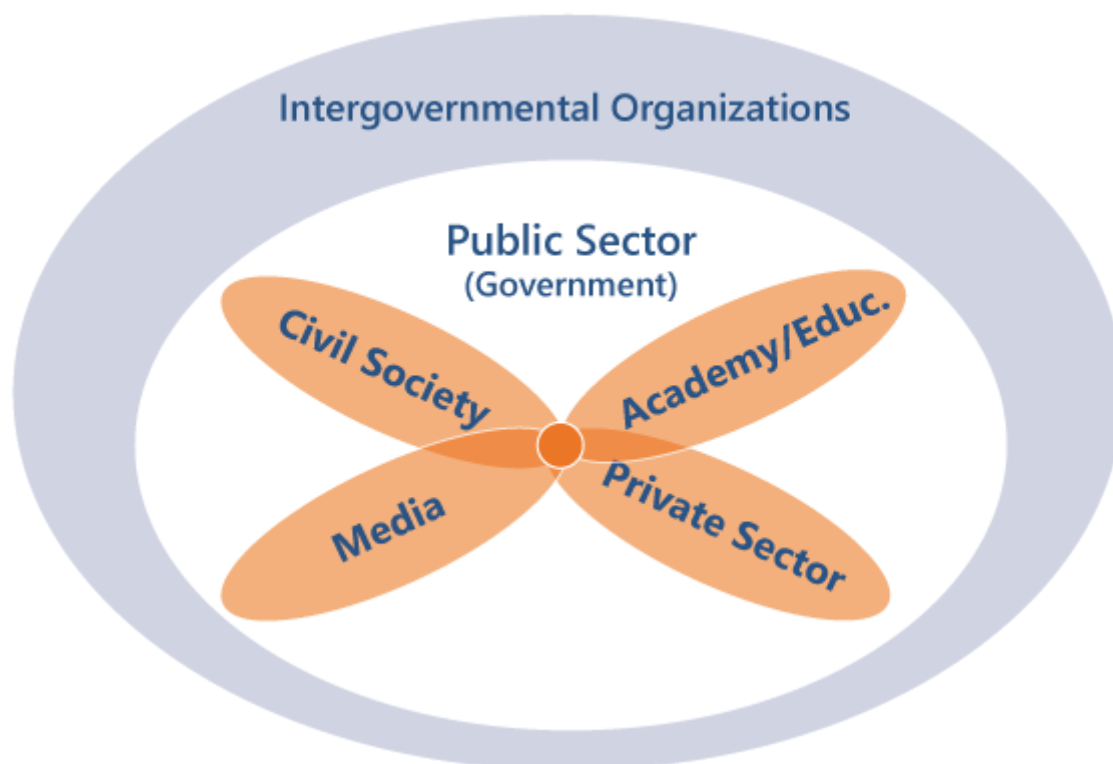 Intergovernmental Organizations
Public Sector
(Government)
Civil Society
Academy/Educ.
Media
Private Sector